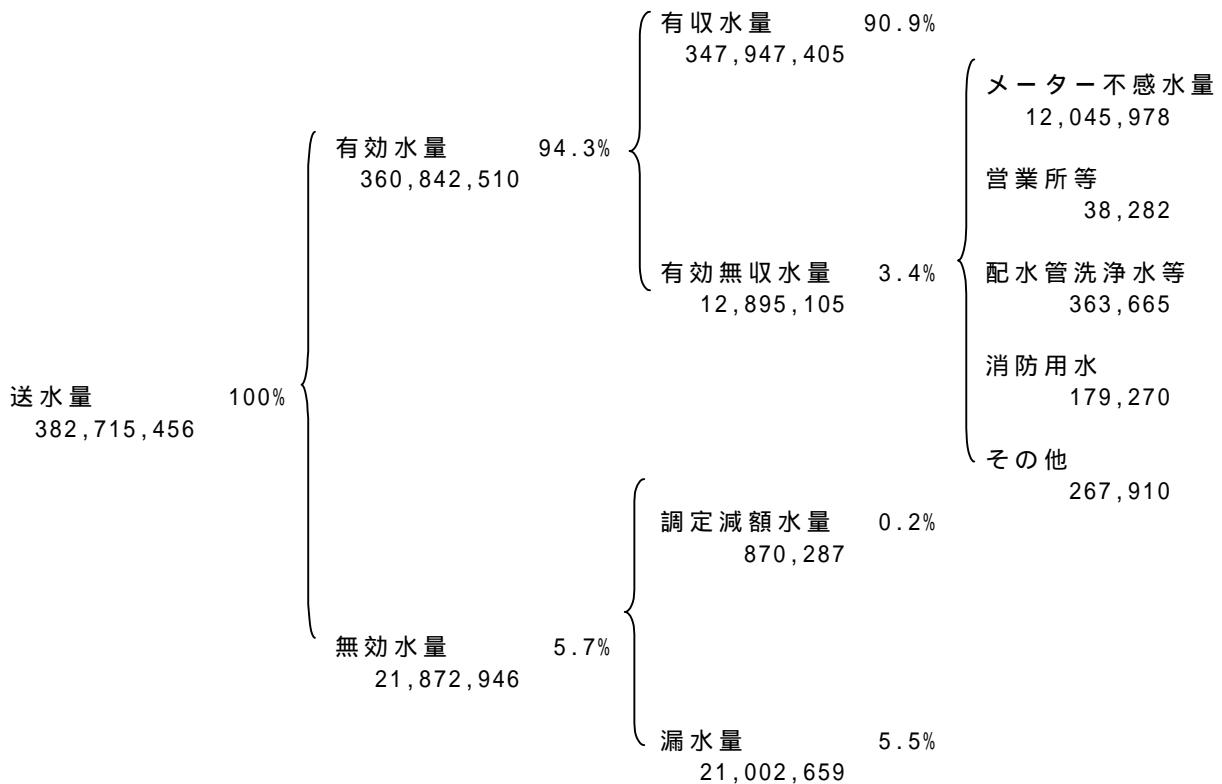 送水量 100%
382,715,456
有効水量 94.3%
360,842,510
有収水量 90.9%
347,947,405
有効無収水量 3.4%
12,895,105
メーター不感水量
12,045,978
営業所等
38,282
配水管洗浄水等
363,665
消防用水
179,270
その他
267,910
無効水量 5.7%
21,872,946
調定減額水量 0.2%
870,287
漏水量 5.5%
21,002,659